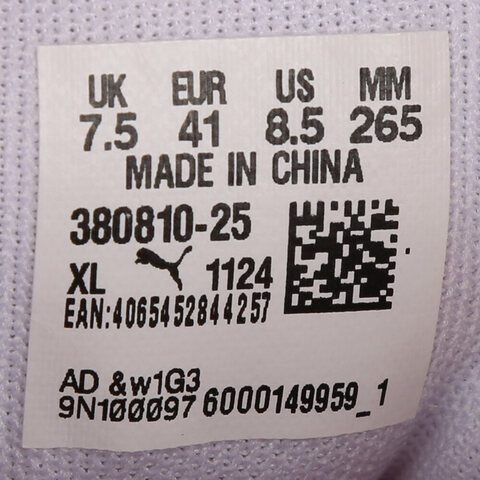 UK EUR US MM
7.5 41 8.5 265
MADE IN CHINA
380810-25
XL 1124
EAN:4065452844257
AD &w1G3
9N100097 6000149959_1